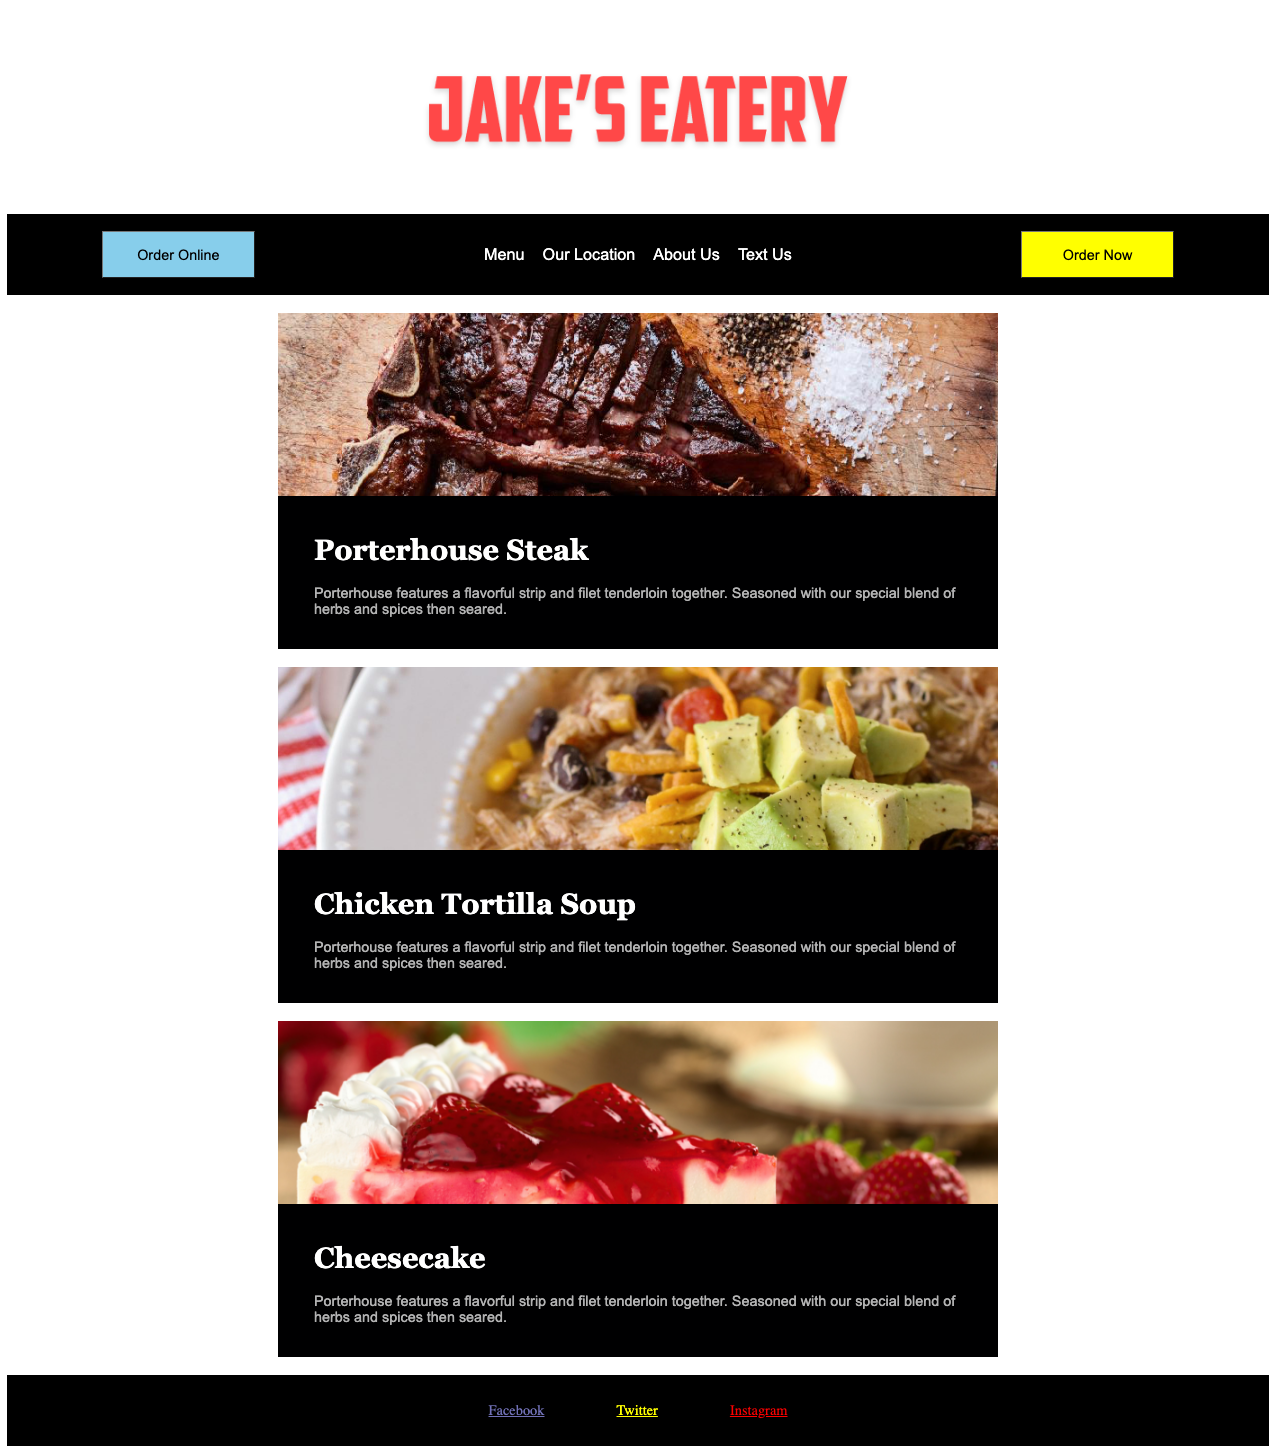 JAKE'S EATERY
Order Online
Menu Our Location About Us Text Us
Order Now
Porterhouse Steak
Porterhouse features a flavorful strip and filet tenderloin together. Seasoned with our special blend of
herbs and spices then seared.
Chicken Tortilla Soup
Porterhouse features a flavorful strip and filet tenderloin together. Seasoned with our special blend of
herbs and spices then seared.
Cheesecake
Porterhouse features a flavorful strip and filet tenderloin together. Seasoned with our special blend of
herbs and spices then seared.
Facebook Twitter Instagram